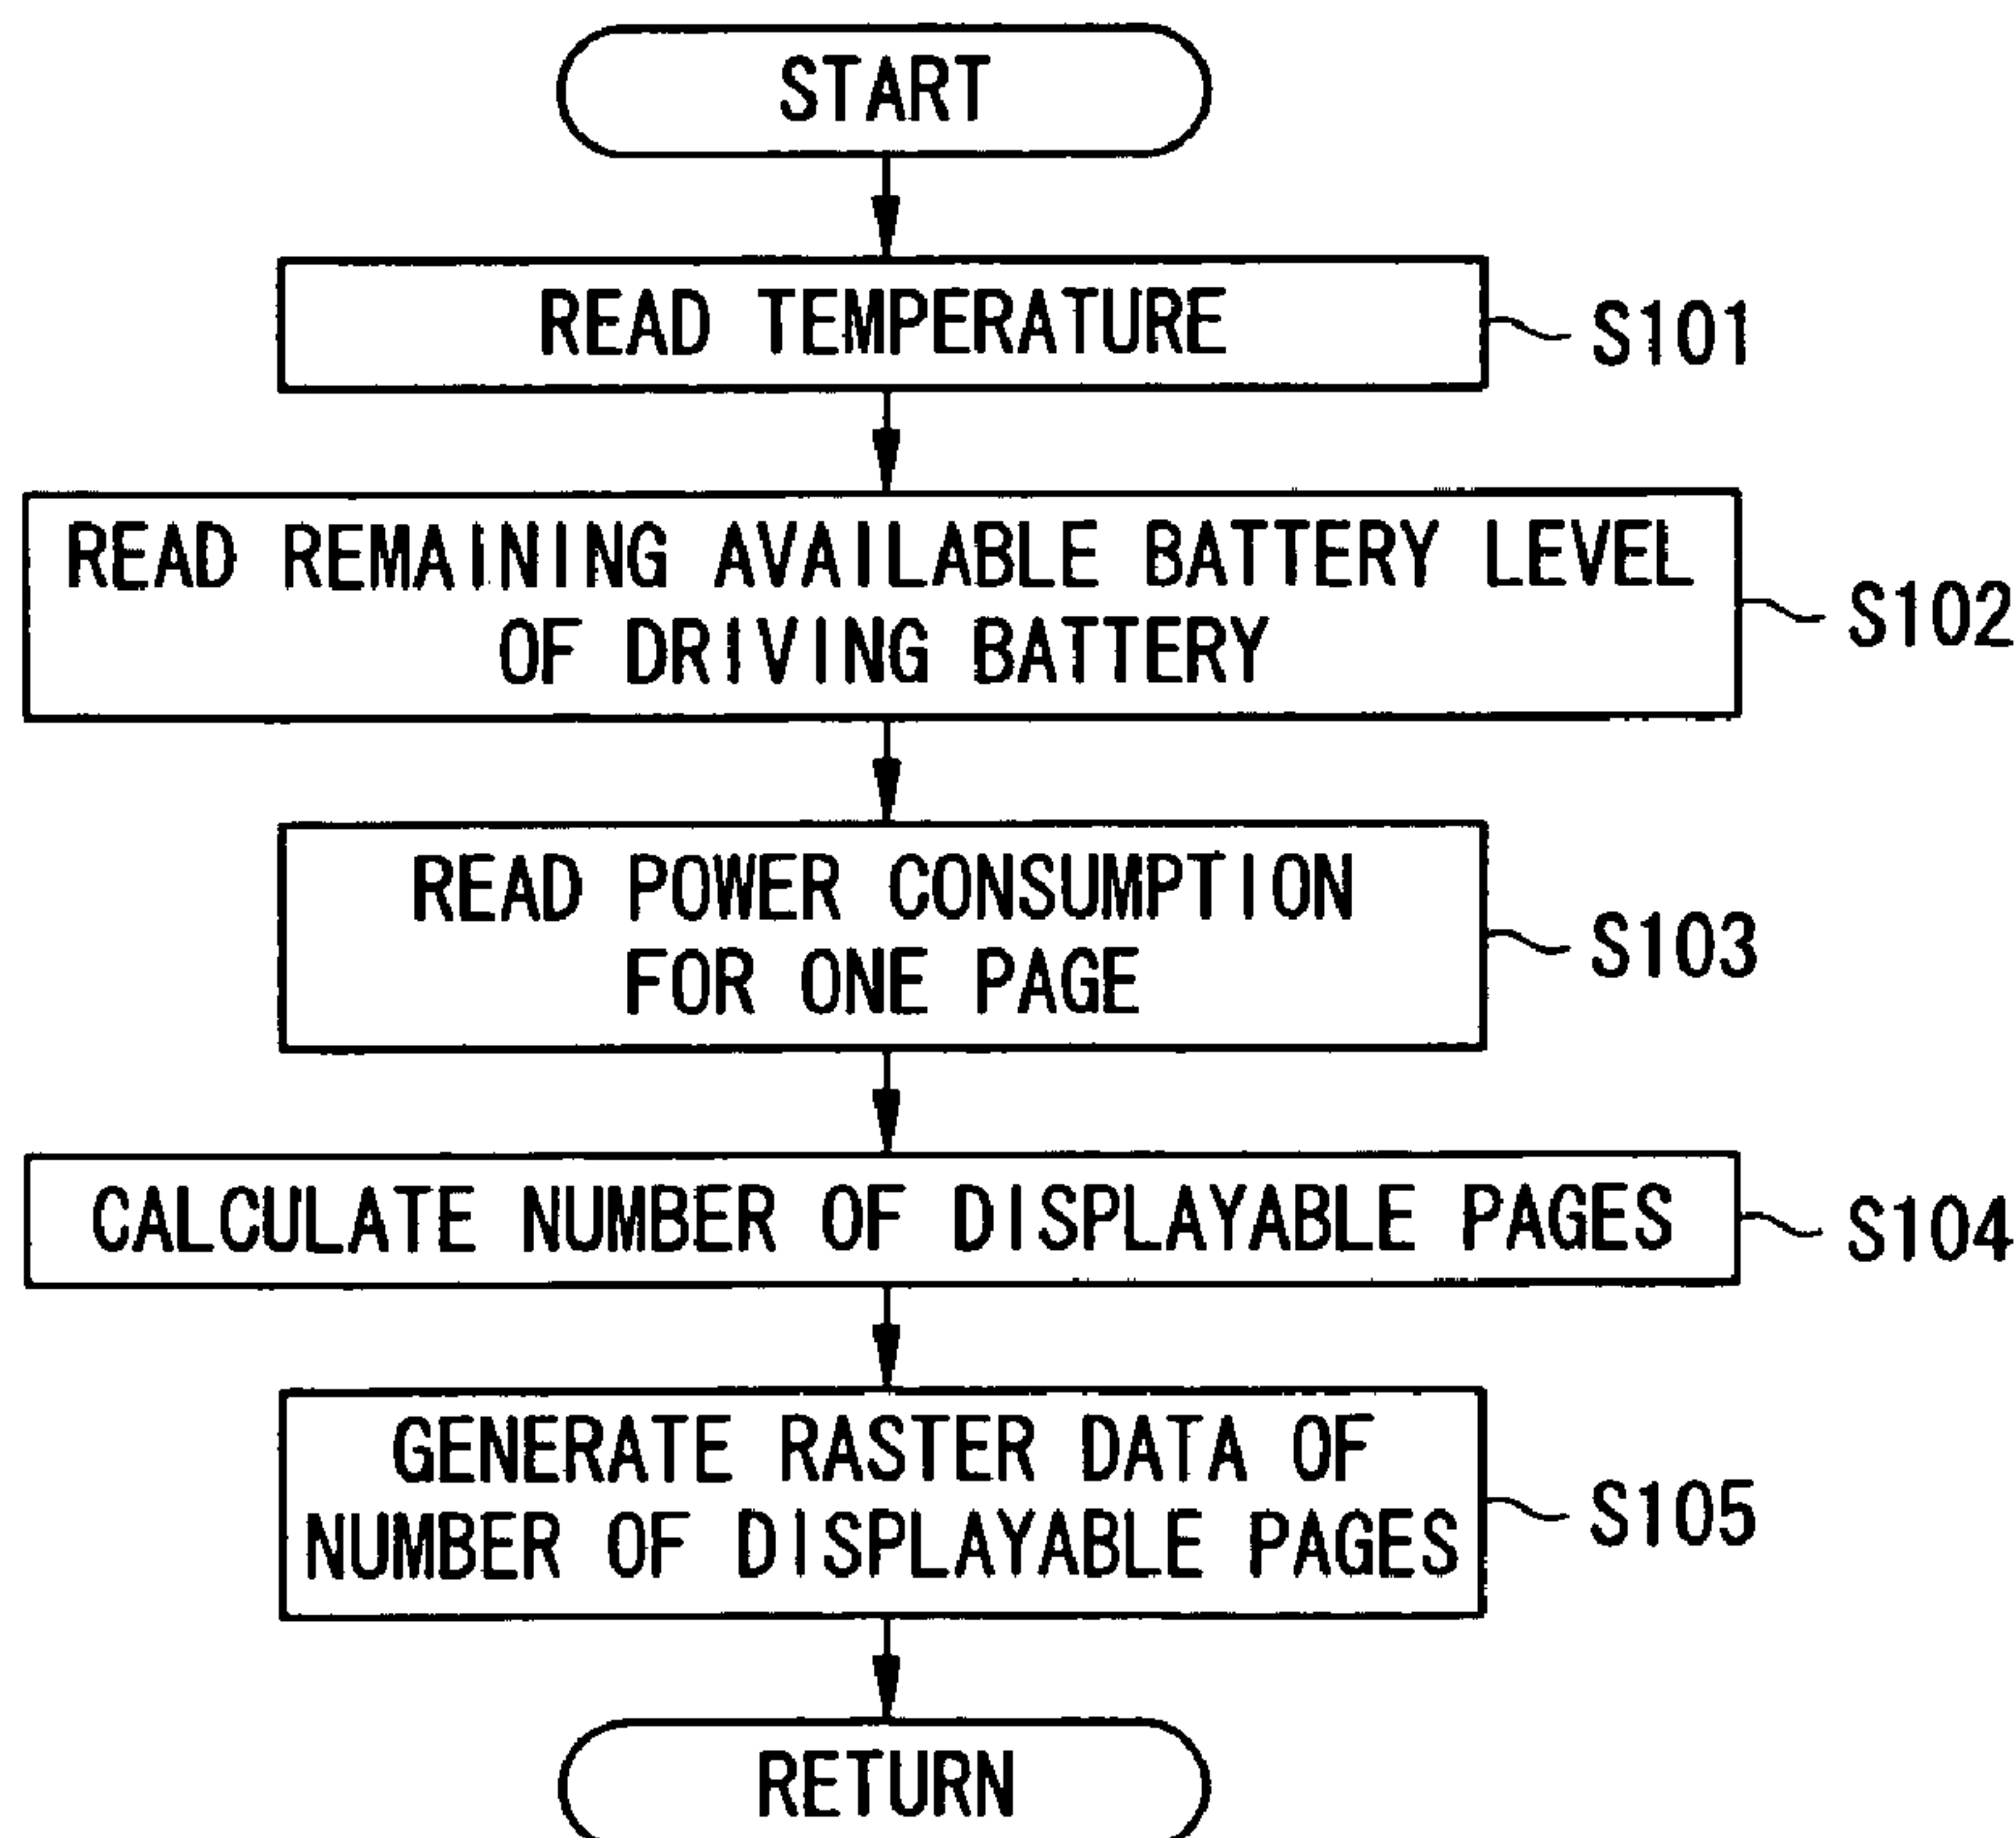 START
READ TEMPERATURE
S101
READ REMAINING AVAILABLE BATTERY LEVEL
OF DRIVING BATTERY
S102
READ POWER CONSUMPTION
FOR ONE PAGE
S103
CALCULATE NUMBER OF DISPLAYABLE PAGES
S104
GENERATE RASTER DATA OF
NUMBER OF DISPLAYABLE PAGES
S105
RETURN